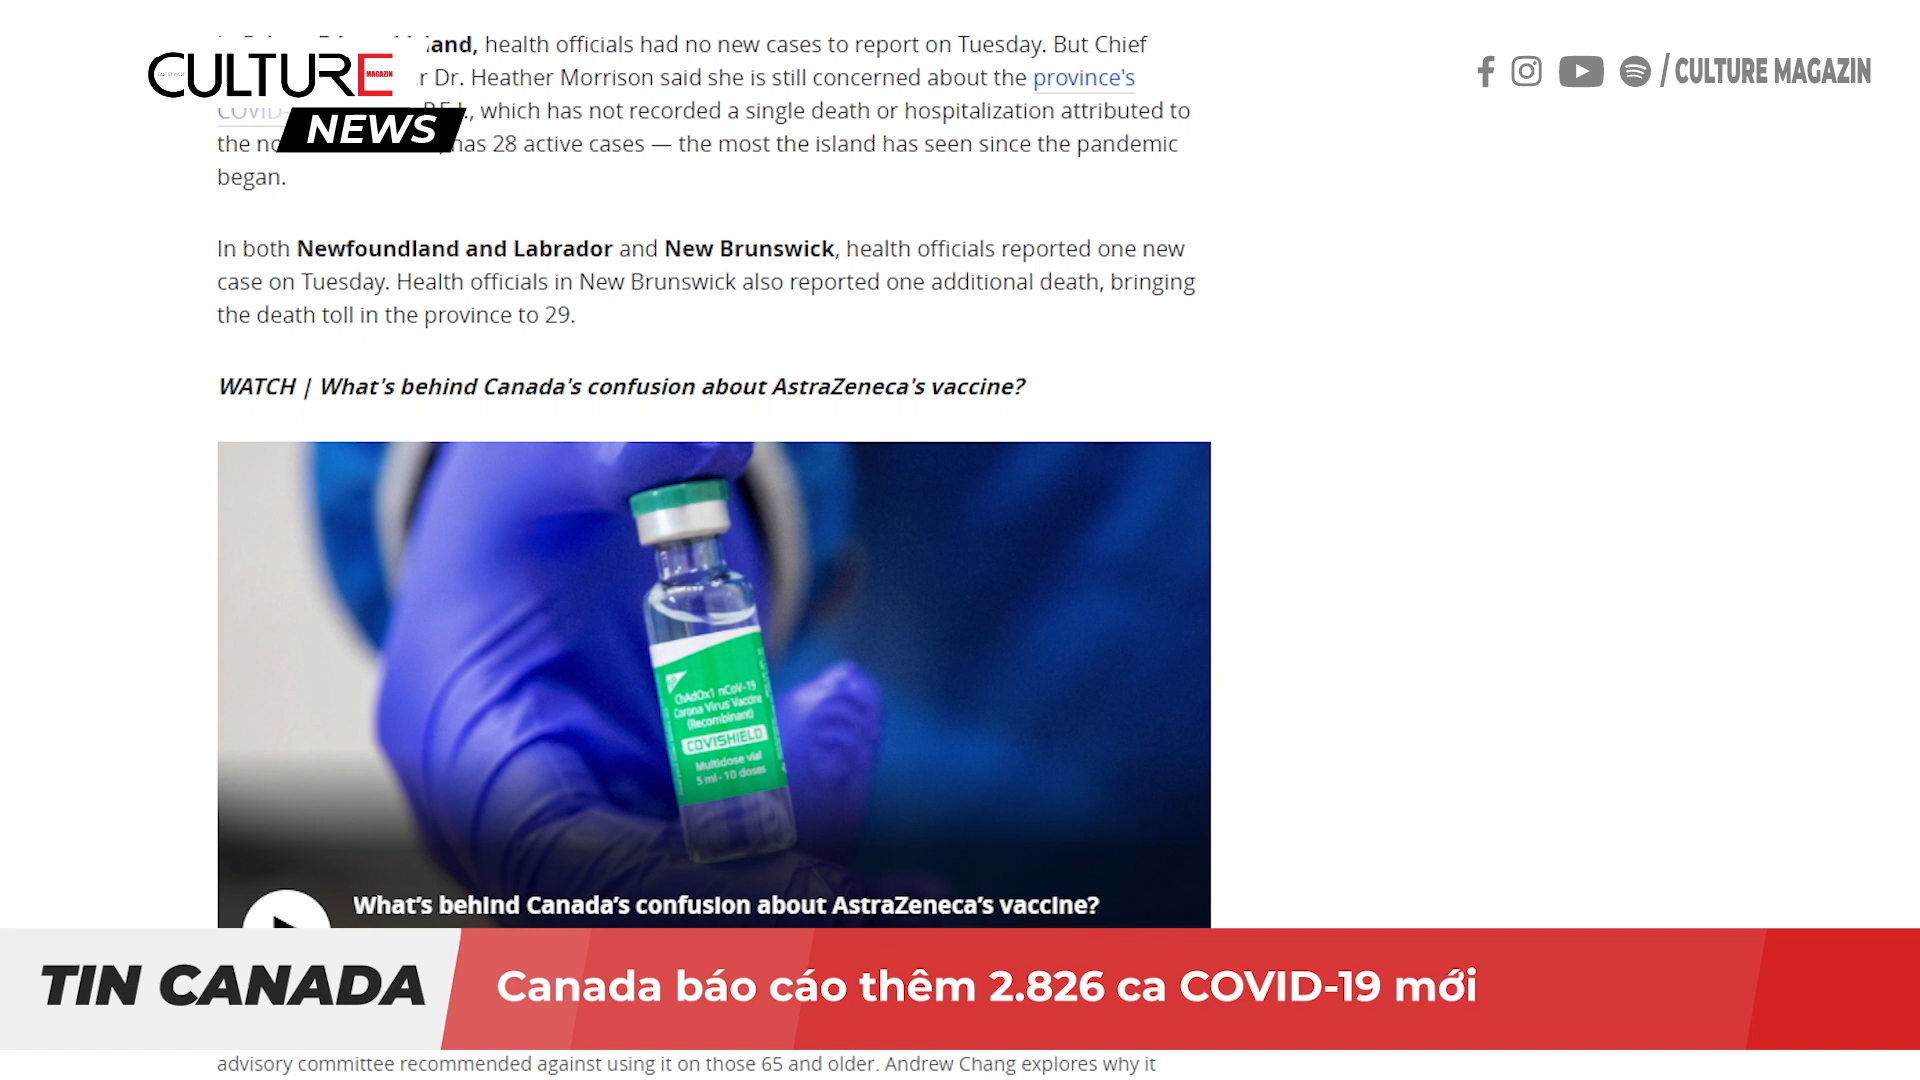 and, health officials had no new cases to report on Tuesday. But Chief
CULTURE
MAGAZIN
NEWS
/ CULTURE MAGAZIN
r Dr. Heather Morrison said she is still concerned about the province's
COVID- P.E.I., which has not recorded a single death or hospitalization attributed to
the no has 28 active cases — the most the island has seen since the pandemic
began.
In both Newfoundland and Labrador and New Brunswick, health officials reported one new
case on Tuesday. Health officials in New Brunswick also reported one additional death, bringing
the death toll in the province to 29.
WATCH | What's behind Canada's confusion about AstraZeneca's vaccine?
ChAdOx1 nCoV-19
Corona Virus Vaccine
(Recombinant)
COVISHIELD
Multidose vial
5 ml - 10 doses
What's behind Canada's confusion about AstraZeneca's vaccine?
TIN CANADA
Canada báo cáo thêm 2.826 ca COVID-19 mới
advisory committee recommended against using it on those 65 and older. Andrew Chang explores why it